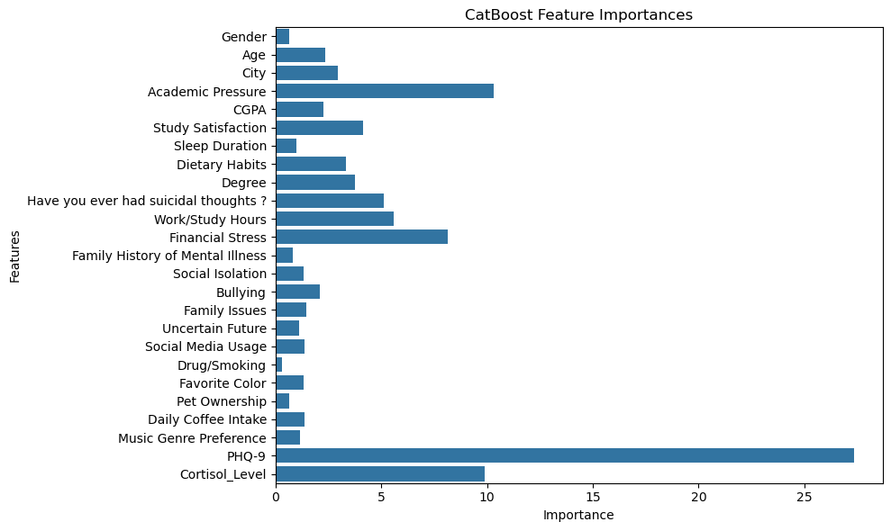 CatBoost Feature Importances
Features
Gender
Age
City
Academic Pressure
CGPA
Study Satisfaction
Sleep Duration
Dietary Habits
Degree
Have you ever had suicidal thoughts ?
Work/Study Hours
Financial Stress
Family History of Mental Illness
Social Isolation
Bullying
Family Issues
Uncertain Future
Social Media Usage
Drug/Smoking
Favorite Color
Pet Ownership
Daily Coffee Intake
Music Genre Preference
PHQ-9
Cortisol_Level
0 5 10 15 20 25
Importance